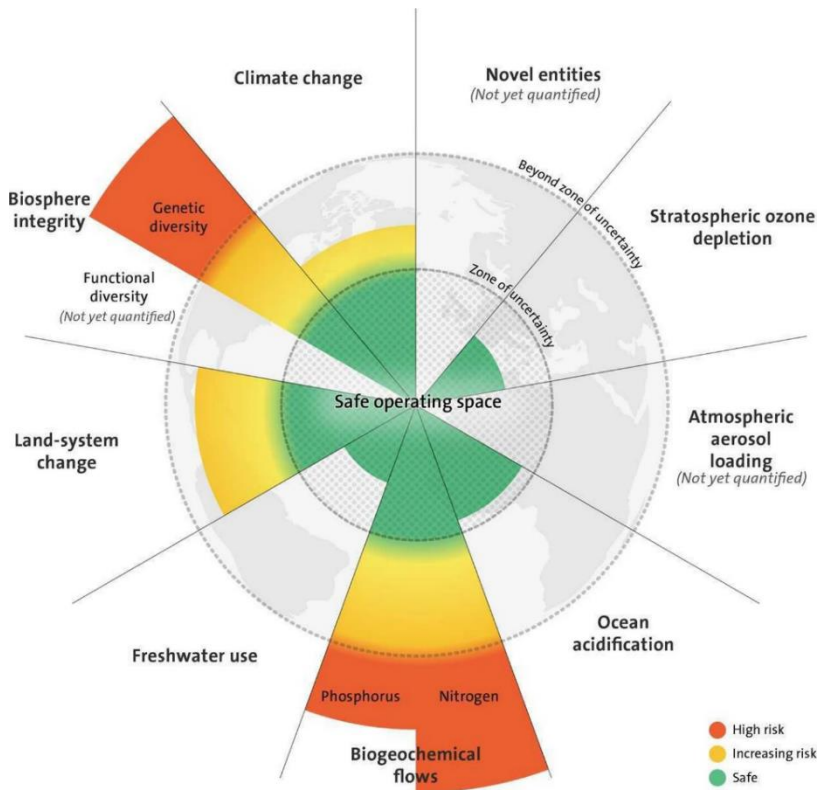 Climate change
Novel entities
(Not yet quantified)
Biosphere
integrity
Genetic
diversity
Beyond zone of uncertainty
Stratospheric ozone
depletion
Functional
diversity
(Not yet quantified)
Zone of uncertainty
Safe operating space
Land-system
change
Atmospheric
aerosol
loading
(Not yet quantified)
Freshwater use
Ocean
acidification
Phosphorus
Nitrogen
Biogeochemical
flows
High risk
Increasing risk
Safe